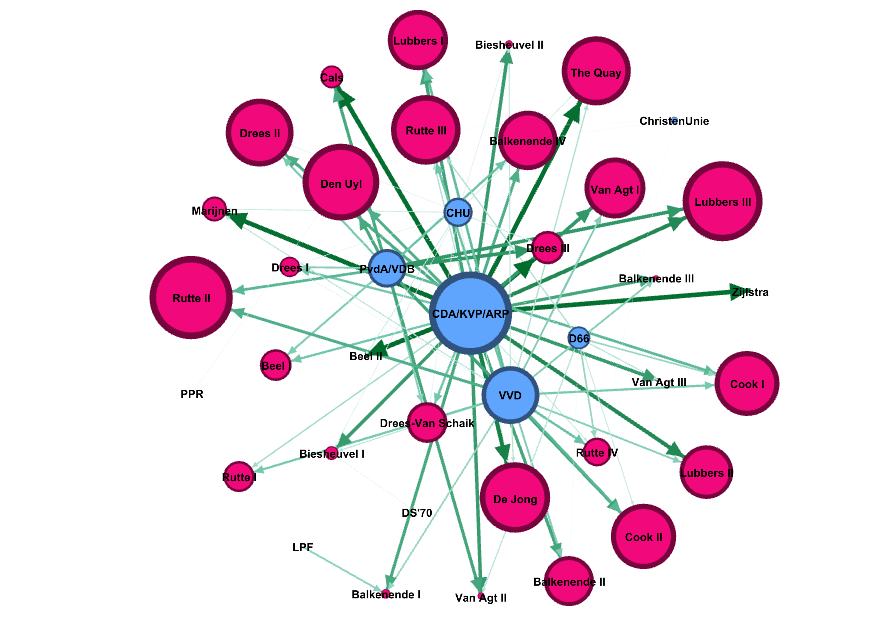 Lubbers I
Biesheuvel II
The Quay
Cals
ChristenUnie
Drees ii
Rutte III
Balkenende IV
Den Uyl
Van Agt I
Lubbers III
Marijnen
CHU
Drees III
Drees I
PvdA/VDB
Balkenende III
Zijlstra
Rutte II
CDA/KVP/ARP
D66
Beel II
Beel
Van Agt III
Cook I
PPR
VVD
Drees-Van Schaik
Biesheuvel I
Rutte IV
Lubbers II
Rutte I
De Jong
DS'70
Cook II
LPF
Balkenende II
Balkenende I
Van Agt II